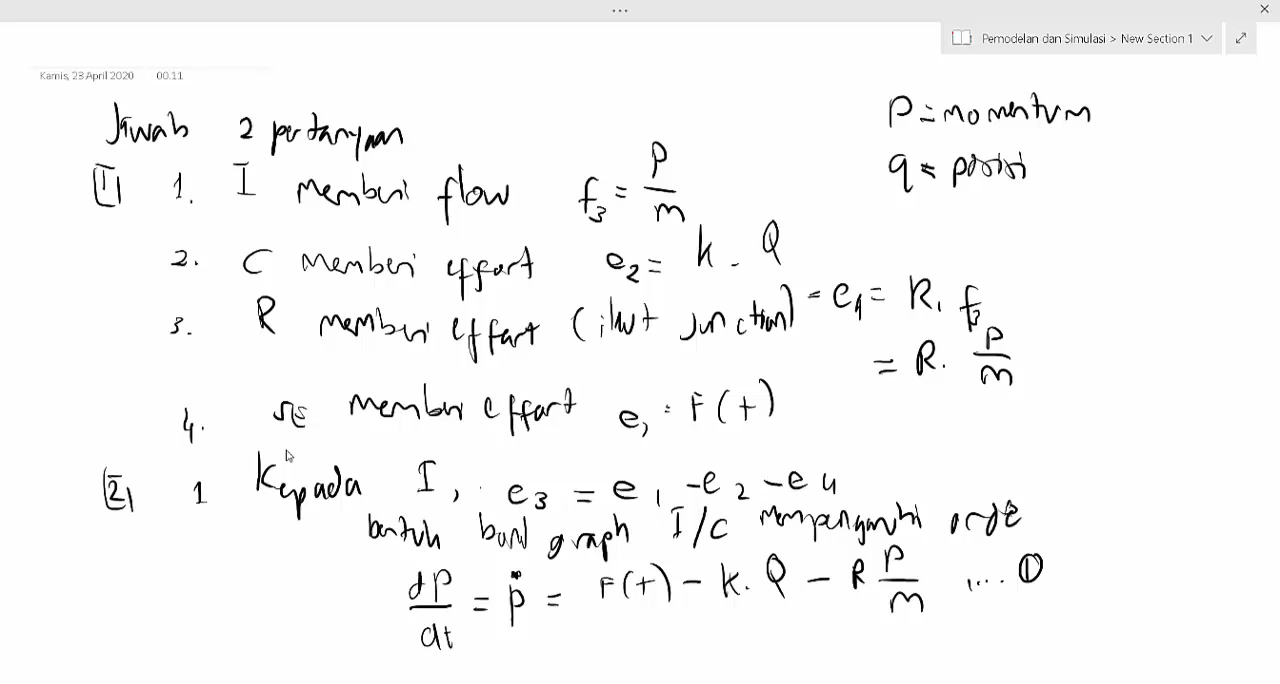 Pemodelan dan Simulasi > New Section 1
Kamis, 23 April 2020 00.11
Jawab 2 pertanyaan
P = momentum
q = posisi
(1) 1. I memberi flow f₃ = P/m
2. C memberi effort e₂ = k . Q
3. R memberi effort (ikut junction) = e₄ = R. f₃
= R. P/m
4. SE memberi effort e₁ = F(t)
(2) 1 Kepada I, e₃ = e₁ - e₂ - e₄
bentuk bond graph I/C mempengaruhi orde
dP/dt = ṗ = F(t) - k. Q - R P/m .... ①